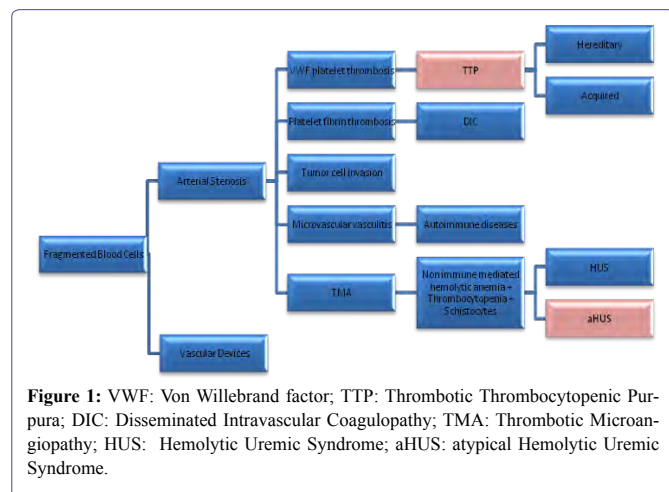 Hereditary
VWF platelet thrombosis
TTP
Acquired
Platelet fibrin thrombosis
DIC
Arterial Stenosis
Tumor cell invasion
Microvascular vasculitis
Autoimmune diseases
Fragmented Blood Cells
HUS
TMA
Non immune mediated
hemolytic anemia +
Thrombocytopenia +
Schistocytes
aHUS
Vascular Devices
Figure 1: VWF: Von Willebrand factor; TTP: Thrombotic Thrombocytopenic Pur-
pura; DIC: Disseminated Intravascular Coagulopathy; TMA: Thrombotic Microan-
giopathy; HUS: Hemolytic Uremic Syndrome; aHUS: atypical Hemolytic Uremic
Syndrome.